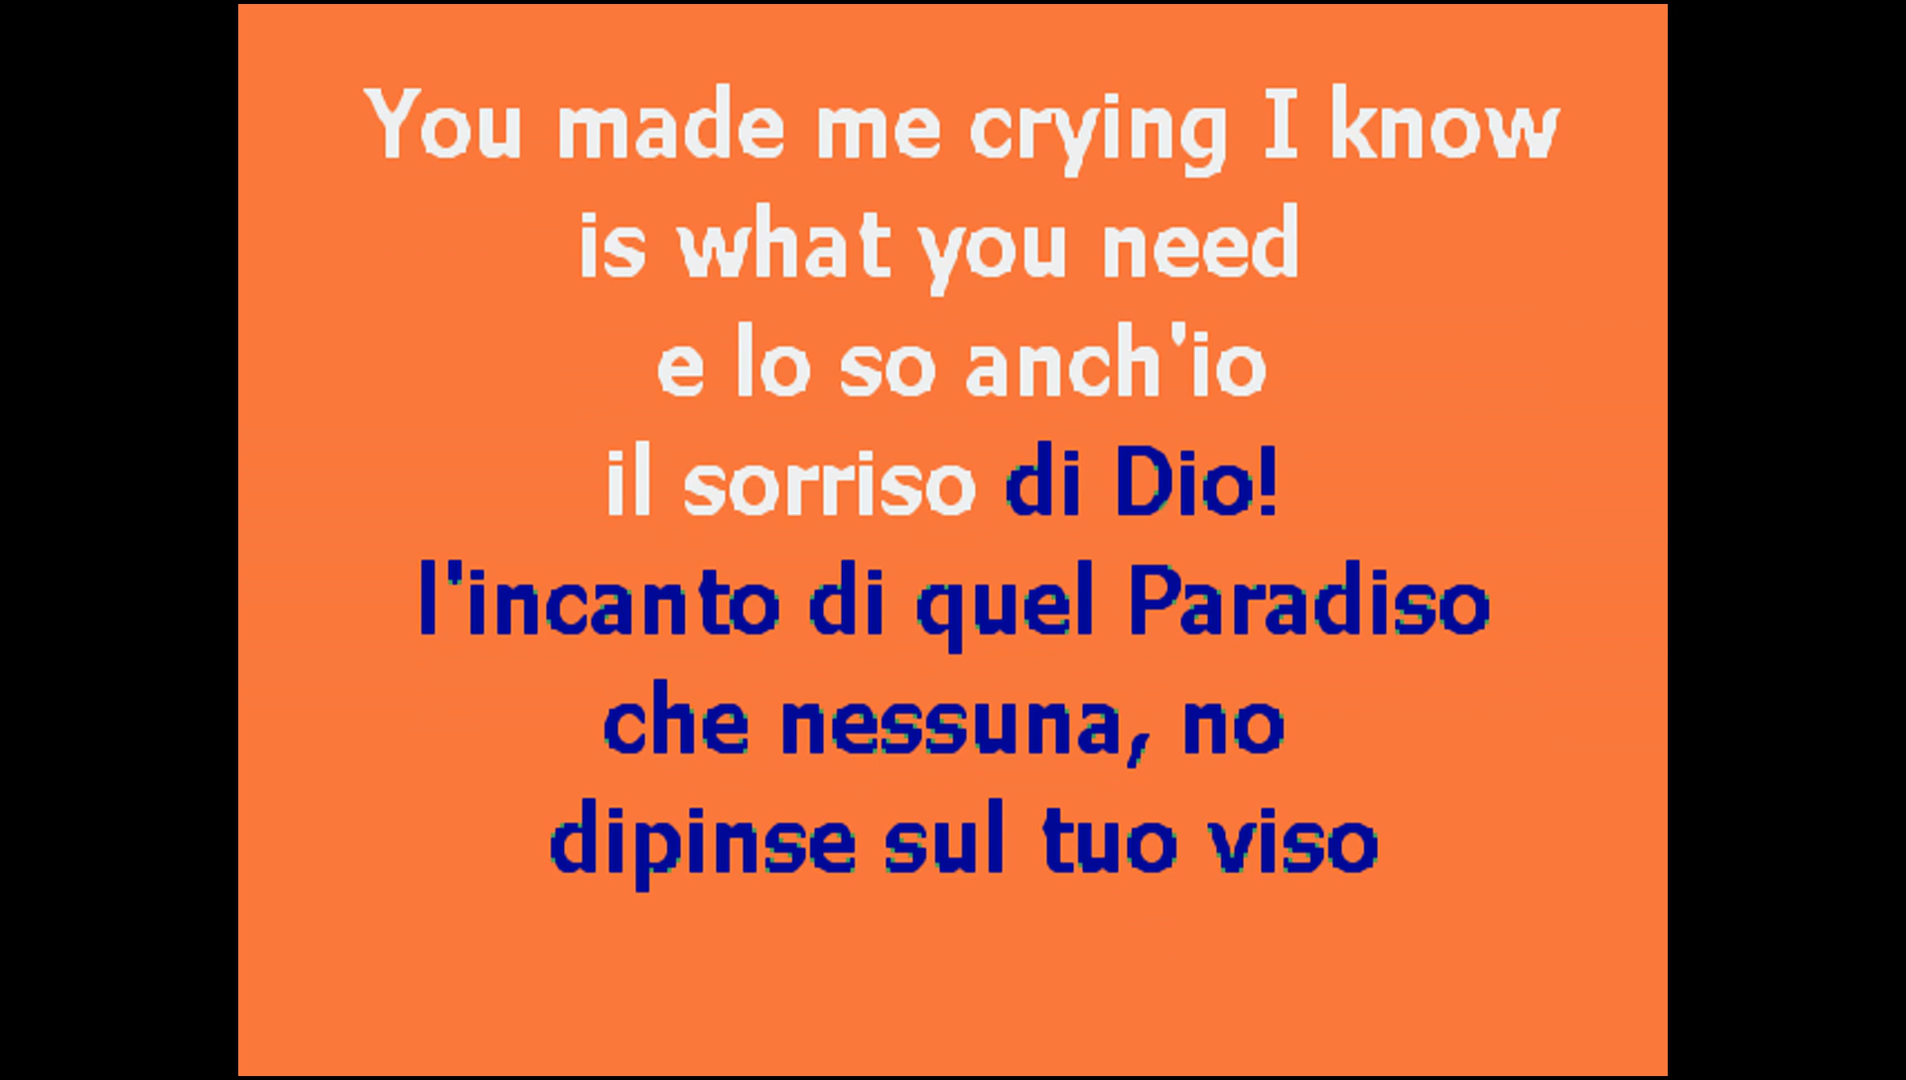 You made me crying I know
is what you need
e lo so anch'io
il sorriso di Dio!
l'incanto di quel Paradiso
che nessuna, no
dipinse sul tuo viso